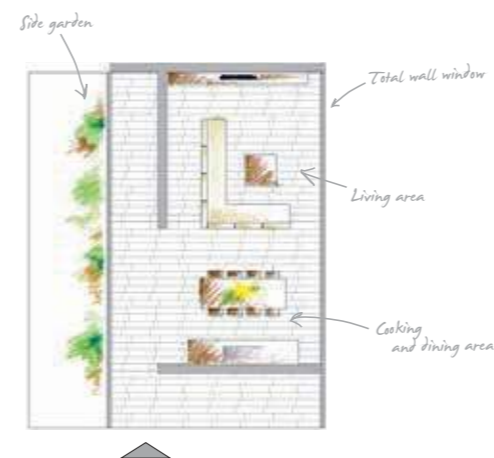 Side garden
Total wall window
Living area
Cooking
and dining area